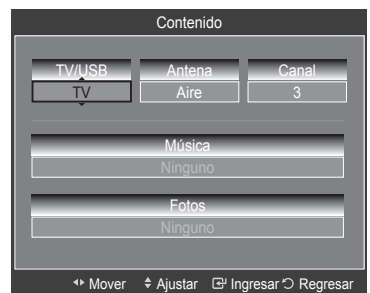 Contenido
TV/USB Antena Canal
TV Aire 3
Música
Ninguno
Fotos
Ninguno
Mover Ajustar Ingresar Regresar